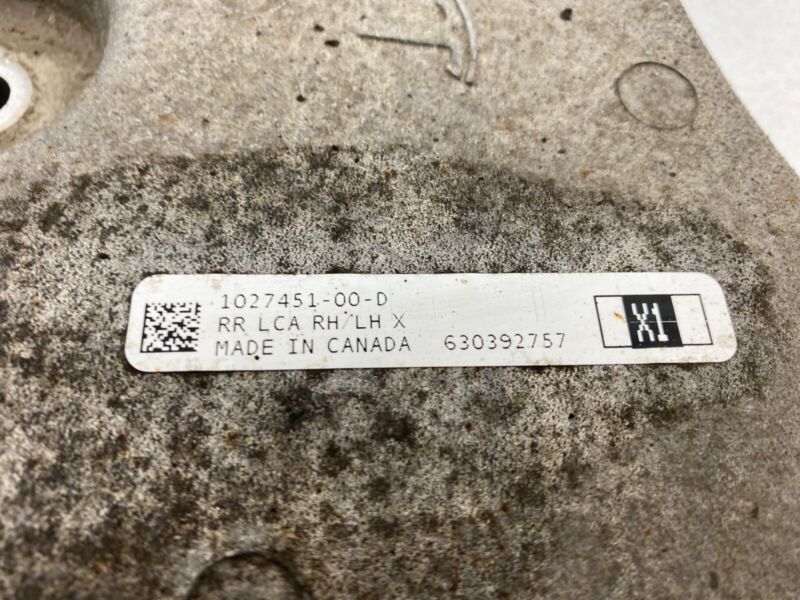 1027451-00-D
RR LCA RH/LH X
MADE IN CANADA 630392757
X1